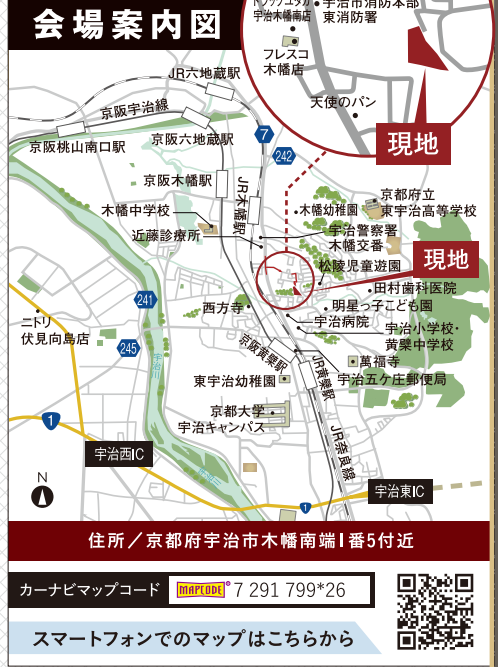 会場案内図
宇治市消防本部
東消防署
宇治木幡南店
フレスコ
木幡店
天使のパン
現地
JR六地蔵駅
京阪宇治線
京阪桃山南口駅
京阪六地蔵駅
7
242
京阪木幡駅
JR木幡駅
木幡中学校
近藤診療所
木幡幼稚園
京都府立
東宇治高等学校
宇治警察署
木幡交番
現地
松陵児童遊園
田村歯科医院
明星っ子こども園
宇治病院
宇治小学校・
黄檗中学校
241
245
ニトリ
伏見向島店
宇治川
西方寺
京阪黄檗駅
JR黄檗駅
萬福寺
宇治五ケ庄郵便局
東宇治幼稚園
京都大学
宇治キャンパス
JR奈良線
1
宇治西IC
宇治川
1
宇治東IC
N
住所／京都府宇治市木幡南端1番5付近
カーナビマップコード MAPCODE® 7 291 799*26
スマートフォンでのマップはこちらから